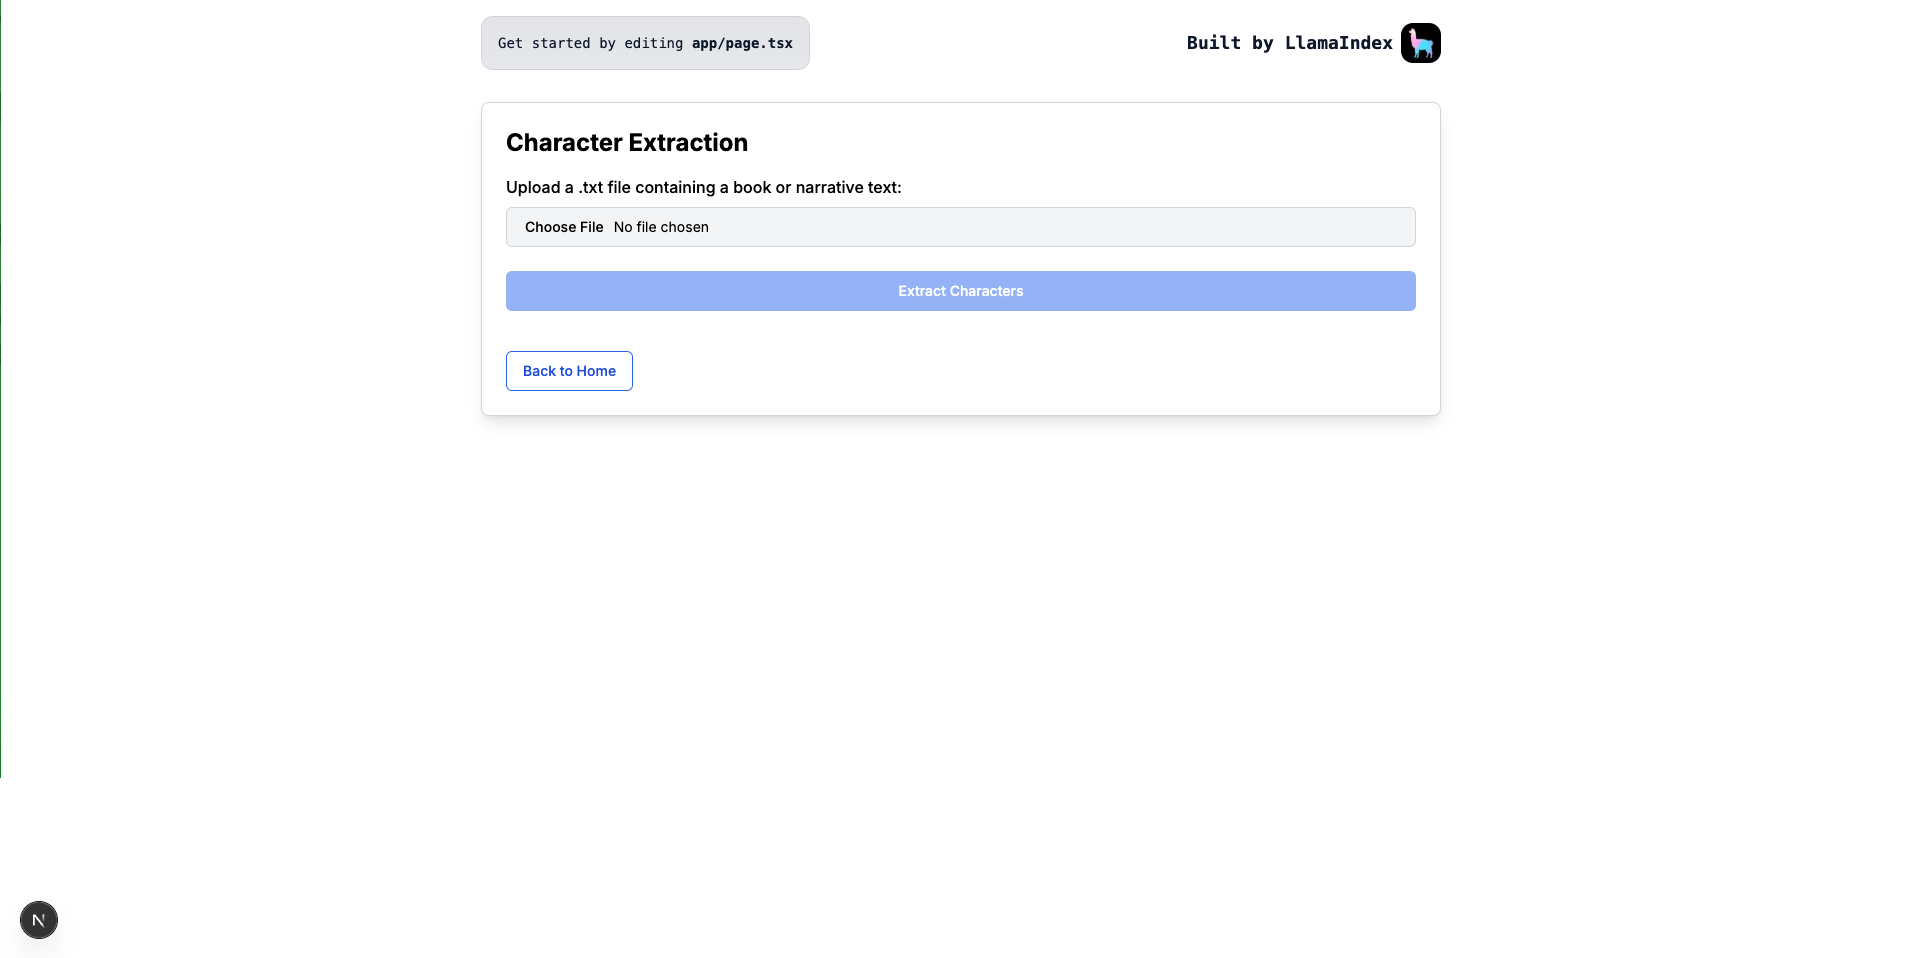 Get started by editing app/page.tsx
Built by LlamaIndex
Character Extraction
Upload a .txt file containing a book or narrative text:
Choose File No file chosen
Extract Characters
Back to Home
N